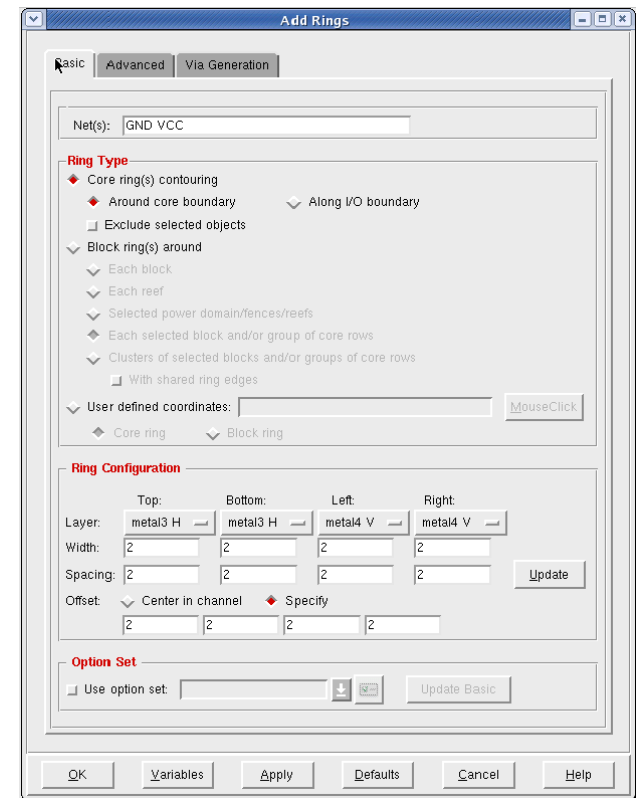 Add Rings
Basic Advanced Via Generation
Net(s): GND VCC
Ring Type
Core ring(s) contouring
Around core boundary Along I/O boundary
Exclude selected objects
Block ring(s) around
Each block
Each reef
Selected power domain/fences/reefs
Each selected block and/or group of core rows
Clusters of selected blocks and/or groups of core rows
With shared ring edges
User defined coordinates: MouseClick
Core ring Block ring
Ring Configuration
Top: Bottom: Left: Right:
Layer: metal3 H metal3 H metal4 V metal4 V
Width: 2 2 2 2
Spacing: 2 2 2 2 Update
Offset: Center in channel Specify
2 2 2 2
Option Set
Use option set: Update Basic
OK Variables Apply Defaults Cancel Help